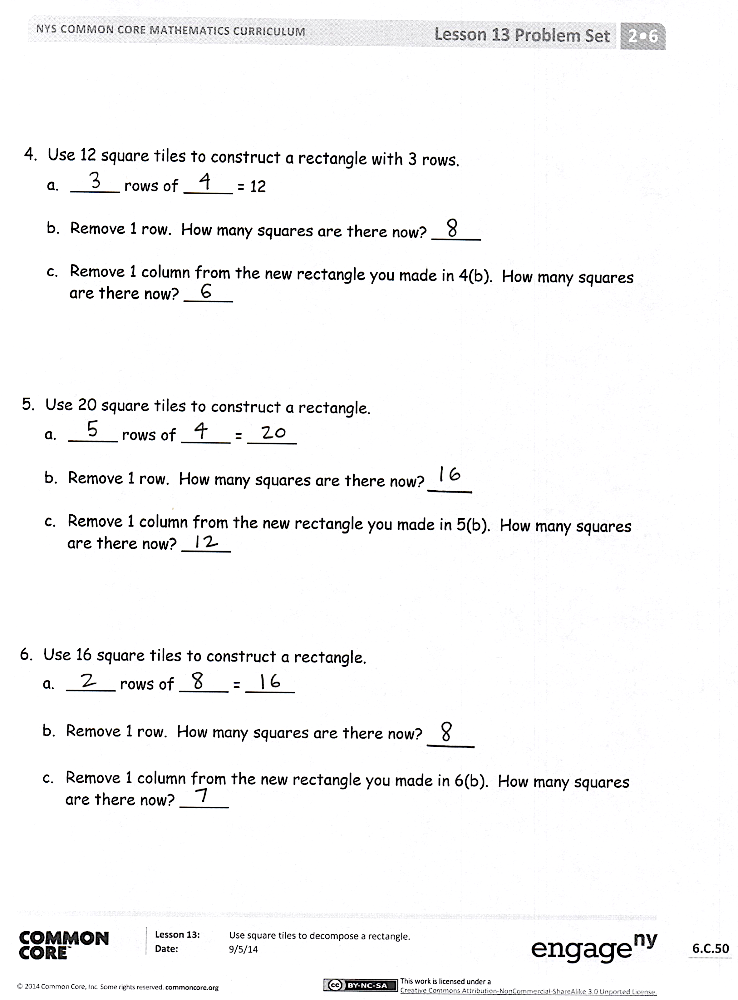 NYS COMMON CORE MATHEMATICS CURRICULUM Lesson 13 Problem Set 2•6
4. Use 12 square tiles to construct a rectangle with 3 rows.
a. 3 rows of 4 = 12
b. Remove 1 row. How many squares are there now? 8
c. Remove 1 column from the new rectangle you made in 4(b). How many squares
are there now? 6
5. Use 20 square tiles to construct a rectangle.
a. 5 rows of 4 = 20
b. Remove 1 row. How many squares are there now? 16
c. Remove 1 column from the new rectangle you made in 5(b). How many squares
are there now? 12
6. Use 16 square tiles to construct a rectangle.
a. 2 rows of 8 = 16
b. Remove 1 row. How many squares are there now? 8
c. Remove 1 column from the new rectangle you made in 6(b). How many squares
are there now? 7
COMMON
CORE™
Lesson 13: Use square tiles to decompose a rectangle.
Date: 9/5/14
engageny
6.C.50
© 2014 Common Core, Inc. Some rights reserved. commoncore.org
cc BY-NC-SA
This work is licensed under a
Creative Commons Attribution-NonCommercial-ShareAlike 3.0 Unported License.